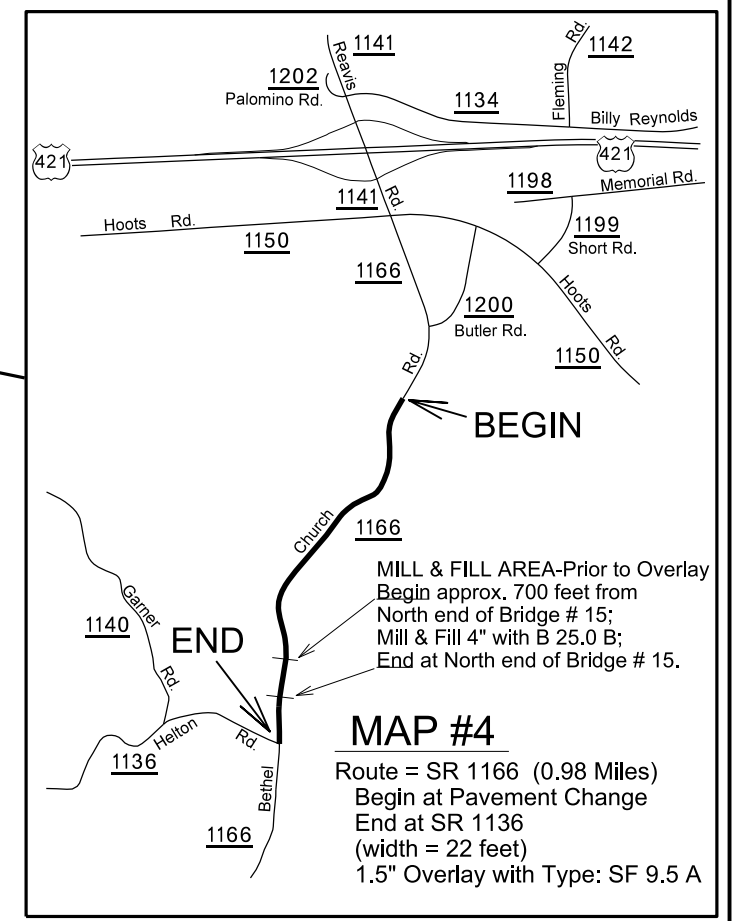 Reavis
1141
Rd.
1142
1202
Palomino Rd.
1134
Fleming
Billy Reynolds
421
421
1198
Memorial Rd.
1141
Rd.
Hoots Rd.
1150
1199
Short Rd.
1166
Hoots
1200
Butler Rd.
Rd.
Rd.
1150
BEGIN
Church
1166
MILL & FILL AREA-Prior to Overlay
Begin approx. 700 feet from
North end of Bridge # 15;
Mill & Fill 4" with B 25.0 B;
End at North end of Bridge # 15.
Garner
1140
END
Rd.
Helton
Rd.
1136
Bethel
1166
MAP #4
Route = SR 1166 (0.98 Miles)
Begin at Pavement Change
End at SR 1136
(width = 22 feet)
1.5" Overlay with Type: SF 9.5 A